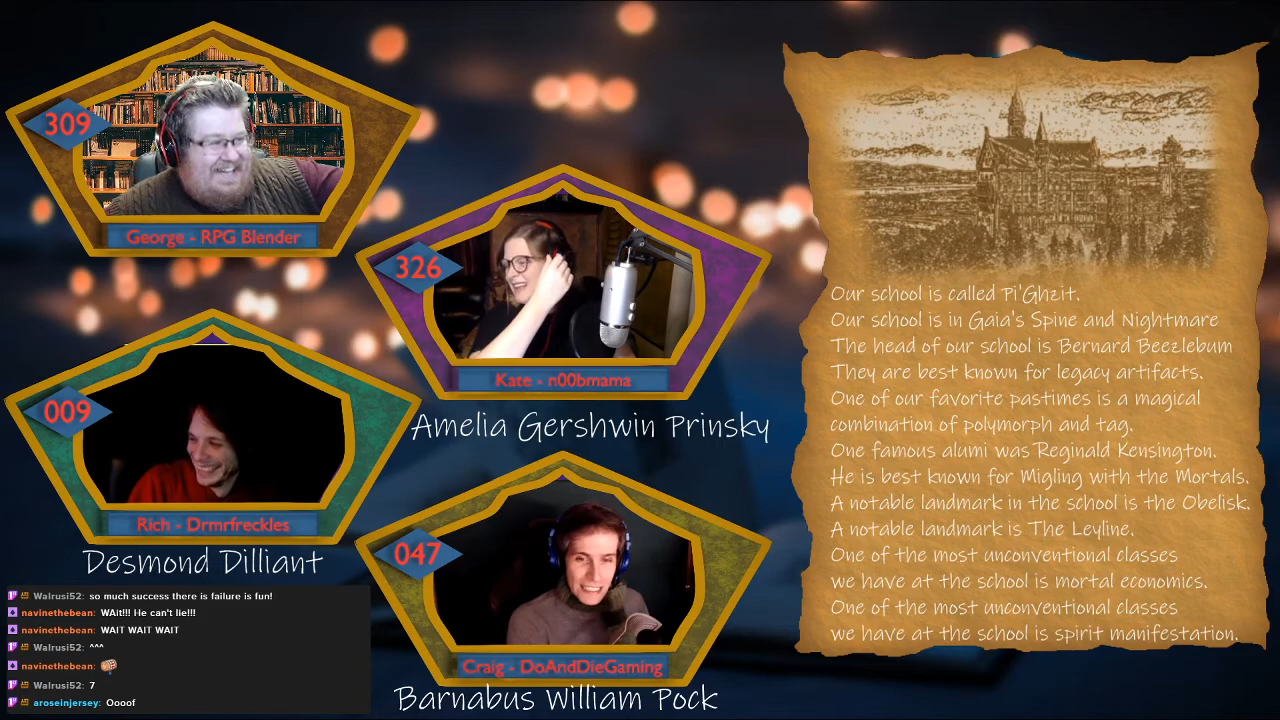 309
George - RPG Blender
326
Kate - n00bmama
Amelia Gershwin Prinsky
009
Rich - Drmrfreckles
Desmond Dilliant
047
Craig - DoAndDieGaming
Barnabus William Pock
Walrusi52: so much success there is failure is fun!
navinethebean: WAit!!! He can't lie!!!
navinethebean: WAIT WAIT WAIT
Walrusi52: ^^^
navinethebean:
Walrusi52: 7
aroseinjersey: Oooof
Our school is called Pi'Ghzit.
Our school is in Gaia's Spine and Nightmare
The head of our school is Bernard Beezlebum
They are best known for legacy artifacts.
One of our favorite pastimes is a magical
combination of polymorph and tag.
One famous alumi was Reginald Kensington.
He is best known for Migling with the Mortals.
A notable landmark in the school is the Obelisk.
A notable landmark is The Leyline.
One of the most unconventional classes
we have at the school is mortal economics.
One of the most unconventional classes
we have at the school is spirit manifestation.